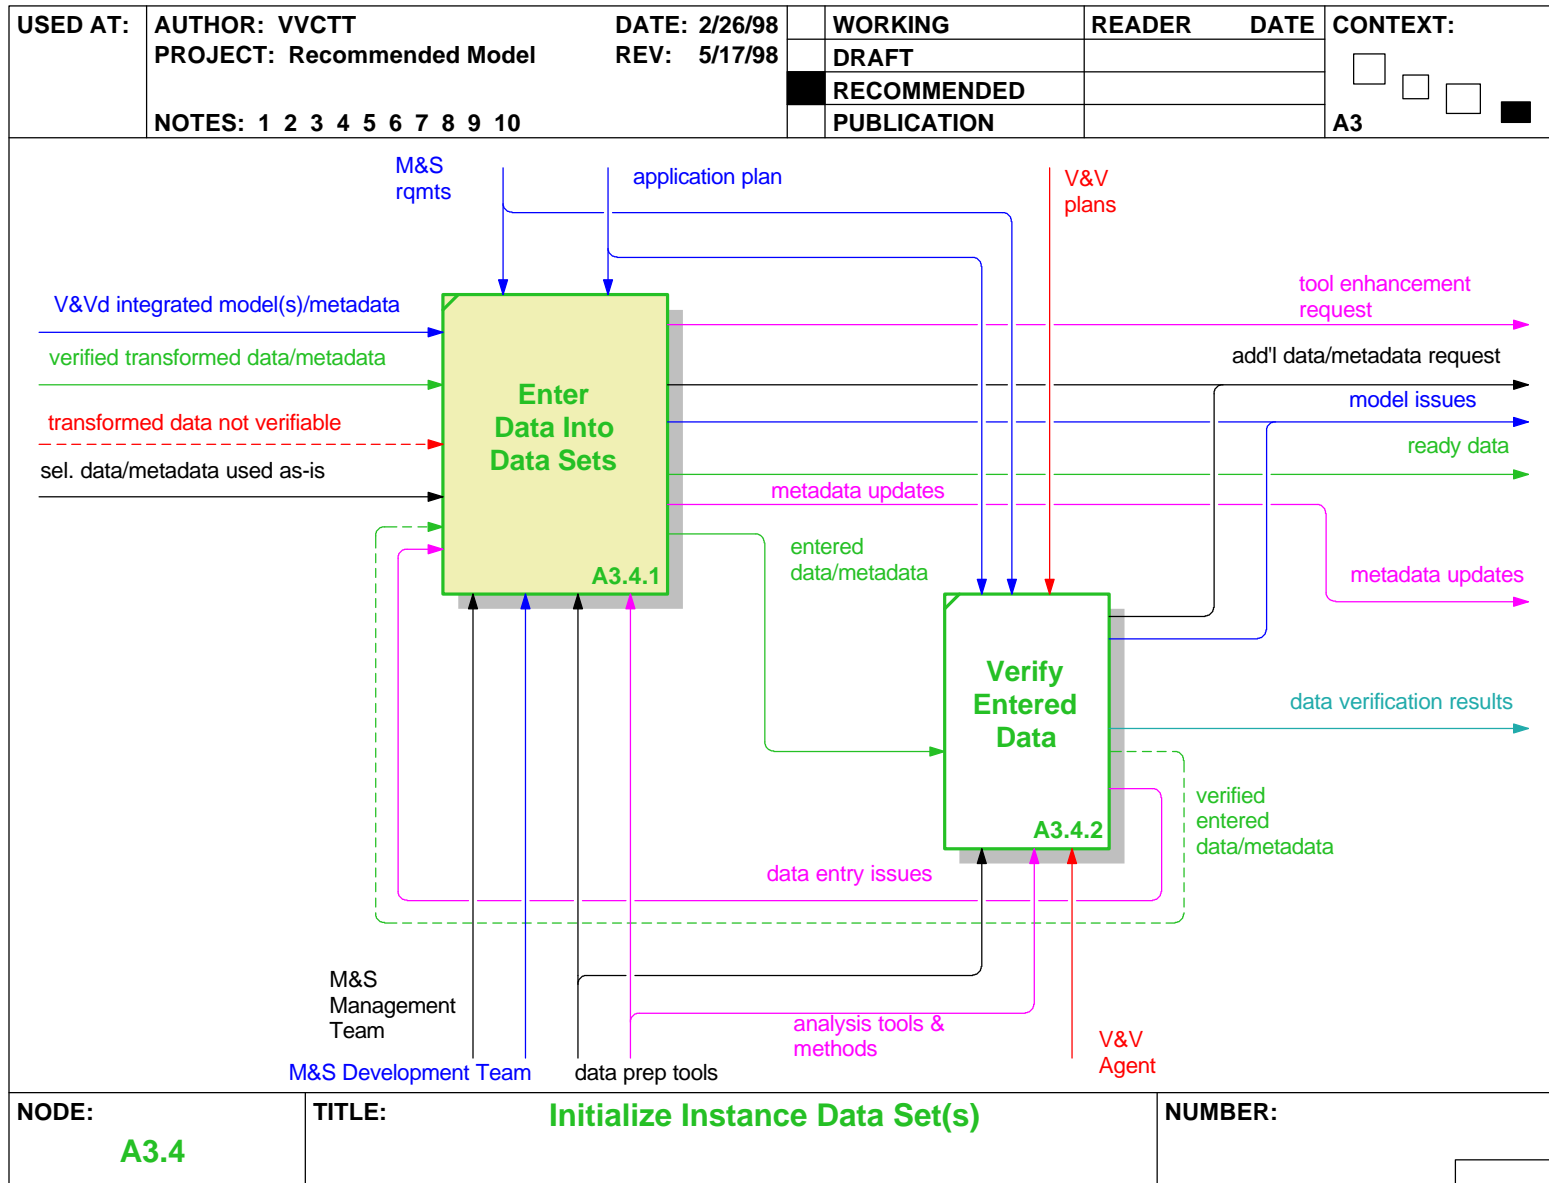 USED AT:
AUTHOR: VVCTT
DATE: 2/26/98
WORKING
READER DATE
CONTEXT:
PROJECT: Recommended Model
REV: 5/17/98
DRAFT
RECOMMENDED
NOTES: 1 2 3 4 5 6 7 8 9 10
PUBLICATION
A3
M&S
rqmts
application plan
V&V
plans
tool enhancement
request
V&Vd integrated model(s)/metadata
verified transformed data/metadata
add'l data/metadata request
Enter
Data Into
Data Sets
A3.4.1
model issues
transformed data not verifiable
ready data
sel. data/metadata used as-is
metadata updates
entered
data/metadata
metadata updates
Verify
Entered
Data
A3.4.2
data verification results
verified
entered
data/metadata
data entry issues
M&S
Management
Team
analysis tools &
methods
V&V
Agent
M&S Development Team
data prep tools
NODE:
A3.4
TITLE:
Initialize Instance Data Set(s)
NUMBER: